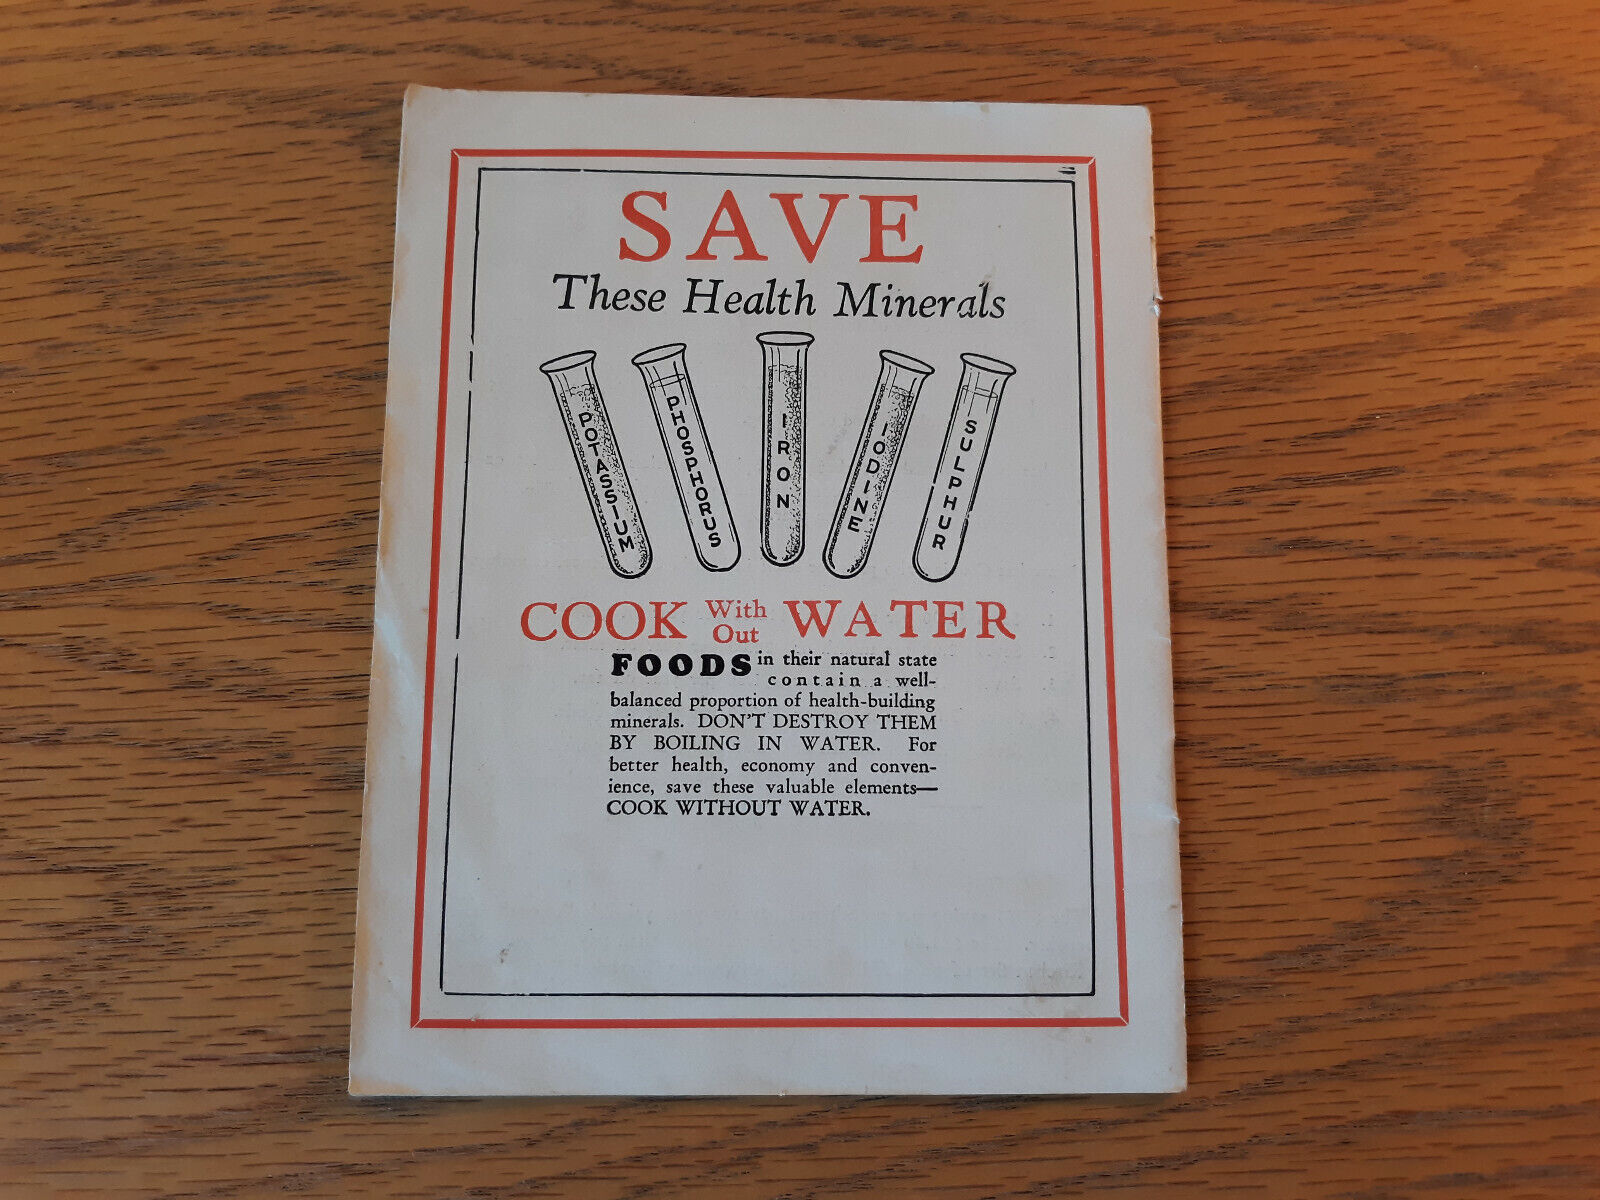 SAVE
These Health Minerals
POTASSSIUM
PHOSPHORUS
IRON
IODINE
SULPHUR
COOK With Out WATER
FOODS in their natural state
contain a well-
balanced proportion of health-building
minerals. DON'T DESTROY THEM
BY BOILING IN WATER. For
better health, economy and conven-
ience, save these valuable elements—
COOK WITHOUT WATER.